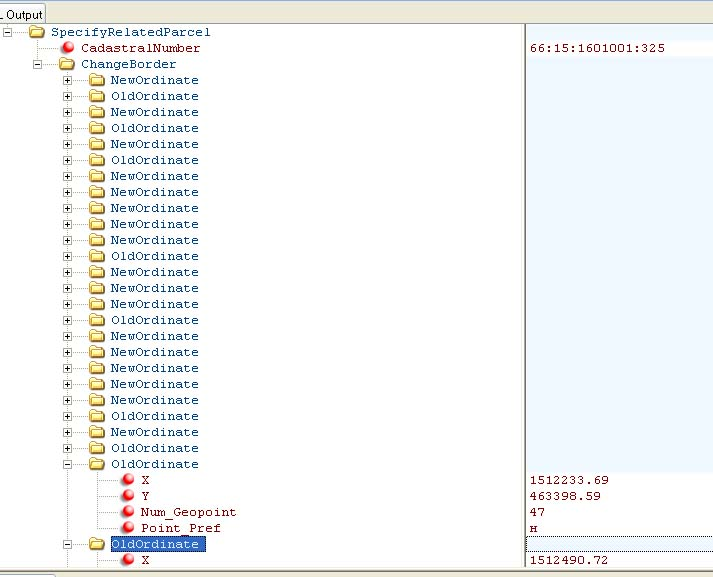 L Output
SpecifyRelatedParcel
CadastralNumber 66:15:1601001:325
ChangeBorder
NewOrdinate
OldOrdinate
NewOrdinate
OldOrdinate
NewOrdinate
OldOrdinate
NewOrdinate
NewOrdinate
NewOrdinate
NewOrdinate
NewOrdinate
OldOrdinate
NewOrdinate
NewOrdinate
NewOrdinate
OldOrdinate
NewOrdinate
NewOrdinate
NewOrdinate
NewOrdinate
NewOrdinate
OldOrdinate
NewOrdinate
OldOrdinate
OldOrdinate
X 1512233.69
Y 463398.59
Num_Geopoint 47
Point_Pref н
OldOrdinate
X 1512490.72